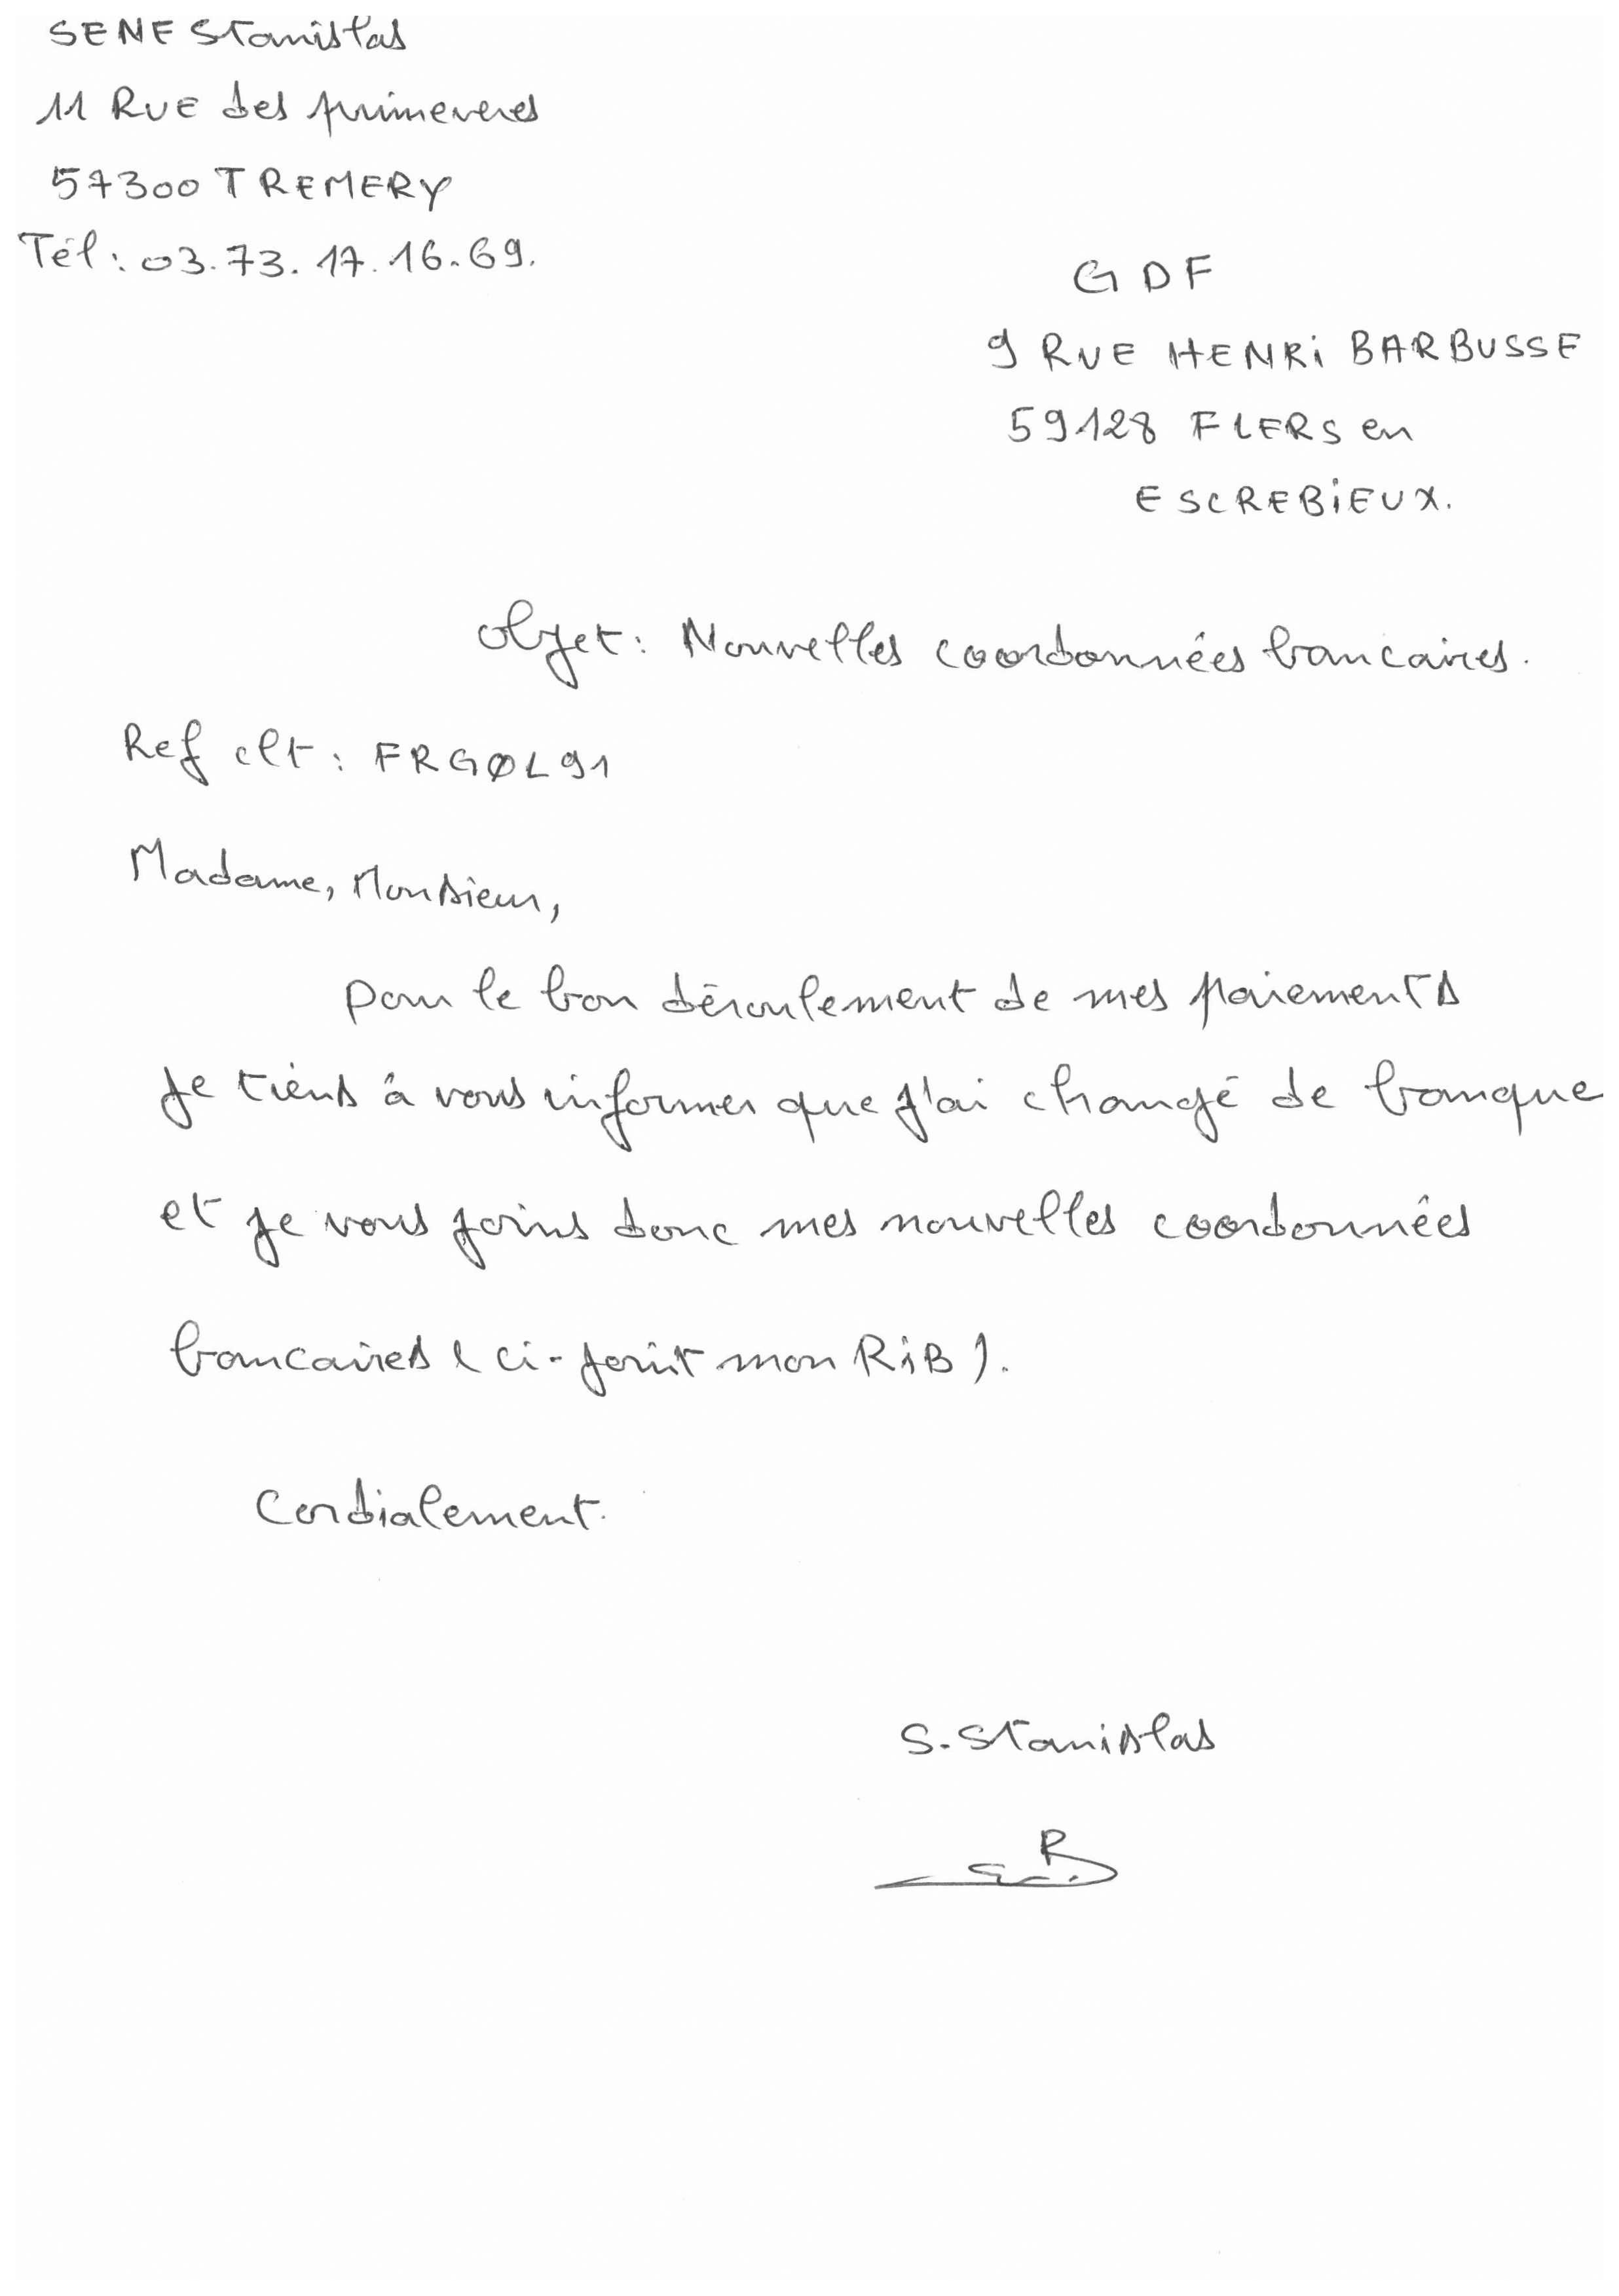 SENE Stanislas
11 RUE des primeveres
57300 TREMERY
Tél : 03.73.17.16.69.
GDF
9 RUE HENRi BARBUSSE
59128 FLERS en
ESCREBiEUX.
objet : Nouvelles coordonnées bancaires.
Ref clt : FRGØL91
Madame, Monsieur,
pour le bon déroulement de mes paiements
je tiens à vous informer que j'ai changé de banque
et je vous joins donc mes nouvelles coordonnées
bancaires (ci-joint mon RiB).
Cordialement.
S. Stanislas